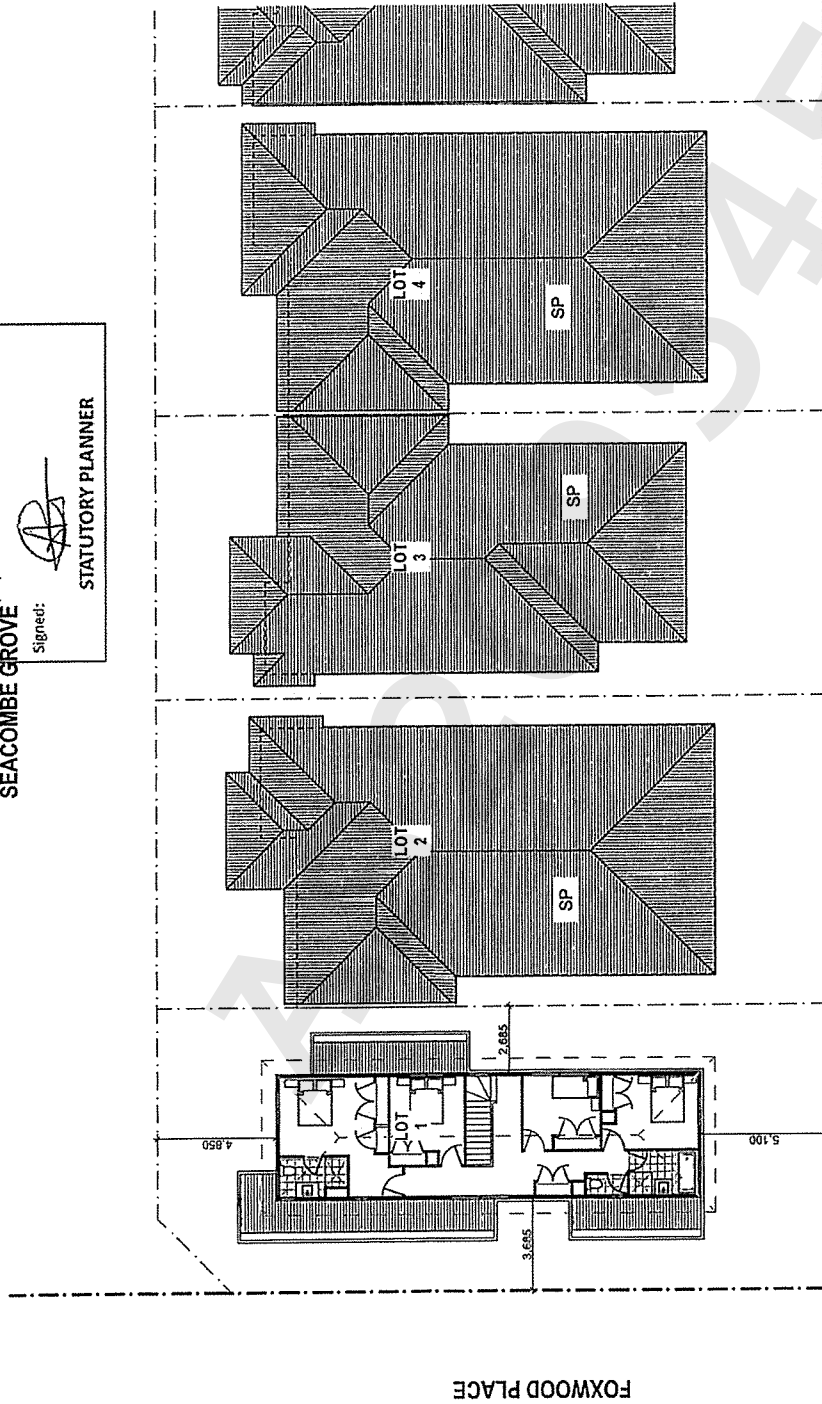 SEACOMBE GROVE
Signed:
STATUTORY PLANNER
LOT
4
SP
LOT
3
SP
LOT
2
SP
LOT
1
2,685
4,850
5,100
3,685
FOXWOOD PLACE